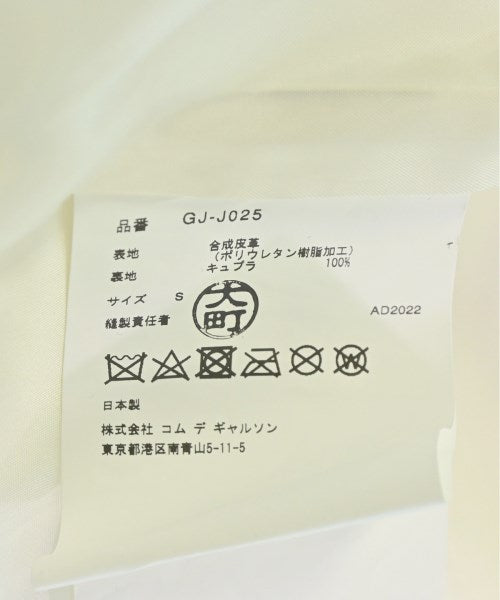 品番 GJ-J025
表地 合成皮革
(ポリウレタン樹脂加工)
裏地 キュプラ 100%
サイズ S
縫製責任者 大町
AD2022
W
日本製
株式会社 コム デ ギャルソン
東京都港区南青山5-11-5